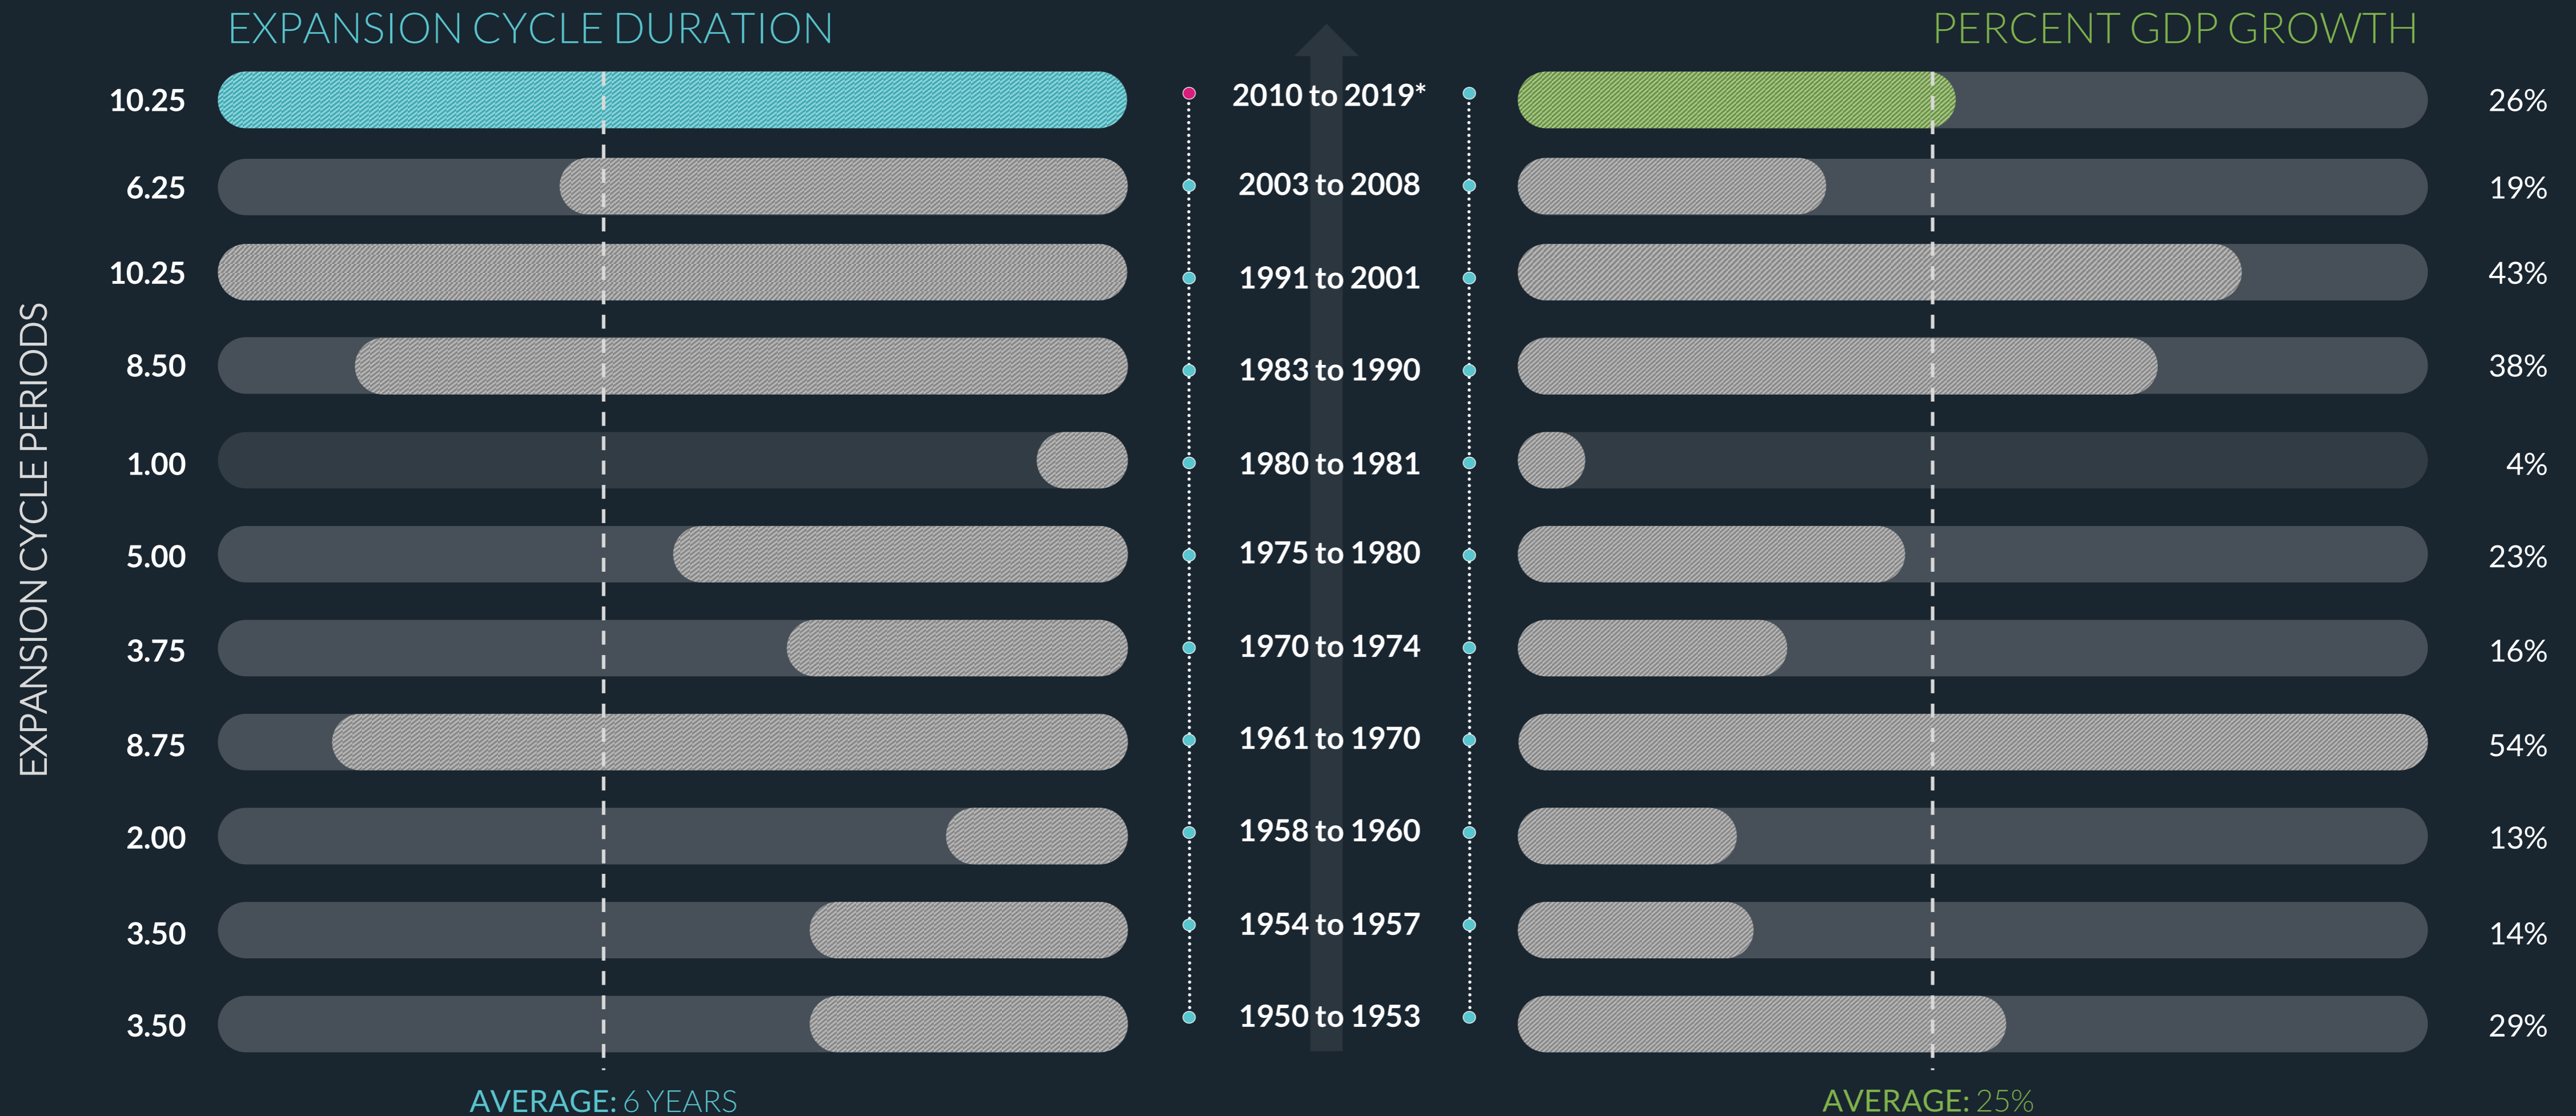 EXPANSION CYCLE DURATION
PERCENT GDP GROWTH
EXPANSION CYCLE PERIODS
10.25 2010 to 2019* 26%
6.25 2003 to 2008 19%
10.25 1991 to 2001 43%
8.50 1983 to 1990 38%
1.00 1980 to 1981 4%
5.00 1975 to 1980 23%
3.75 1970 to 1974 16%
8.75 1961 to 1970 54%
2.00 1958 to 1960 13%
3.50 1954 to 1957 14%
3.50 1950 to 1953 29%
AVERAGE: 6 YEARS
AVERAGE: 25%